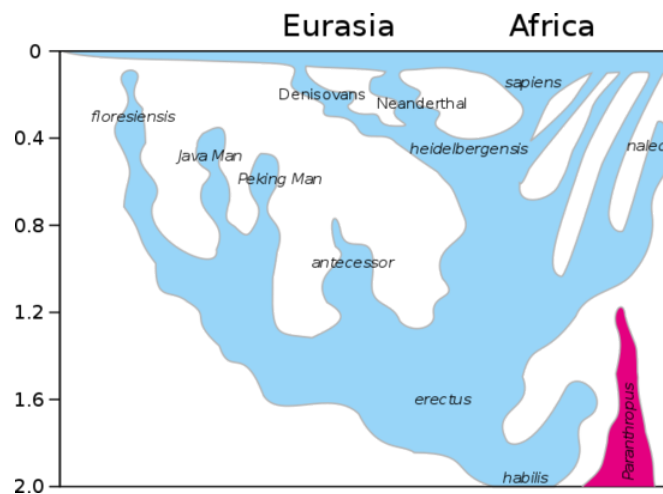 Eurasia Africa
0
sapiens
Denisovans
Neanderthal
floresiensis
0.4
heidelbergensis
naled
Java Man
Peking Man
0.8
antecessor
1.2
1.6
erectus
Paranthropus
habilis
2.0